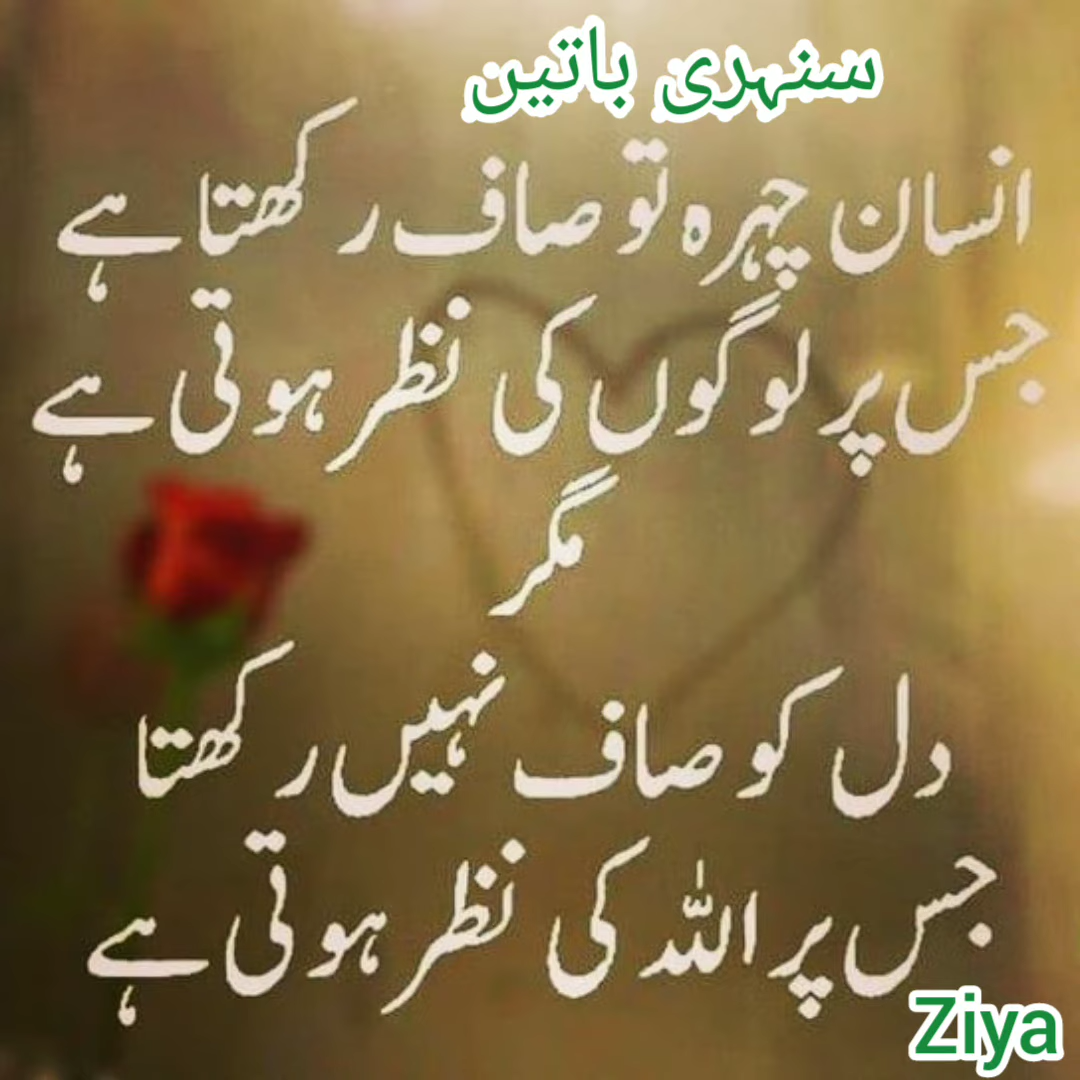 سنہری باتیں
انسان چہرہ تو صاف رکھتا ہے
جس پر لوگوں کی نظر ہوتی ہے
مگر
دل کو صاف نہیں رکھتا
جس پر اللہ کی نظر ہوتی ہے
Ziya